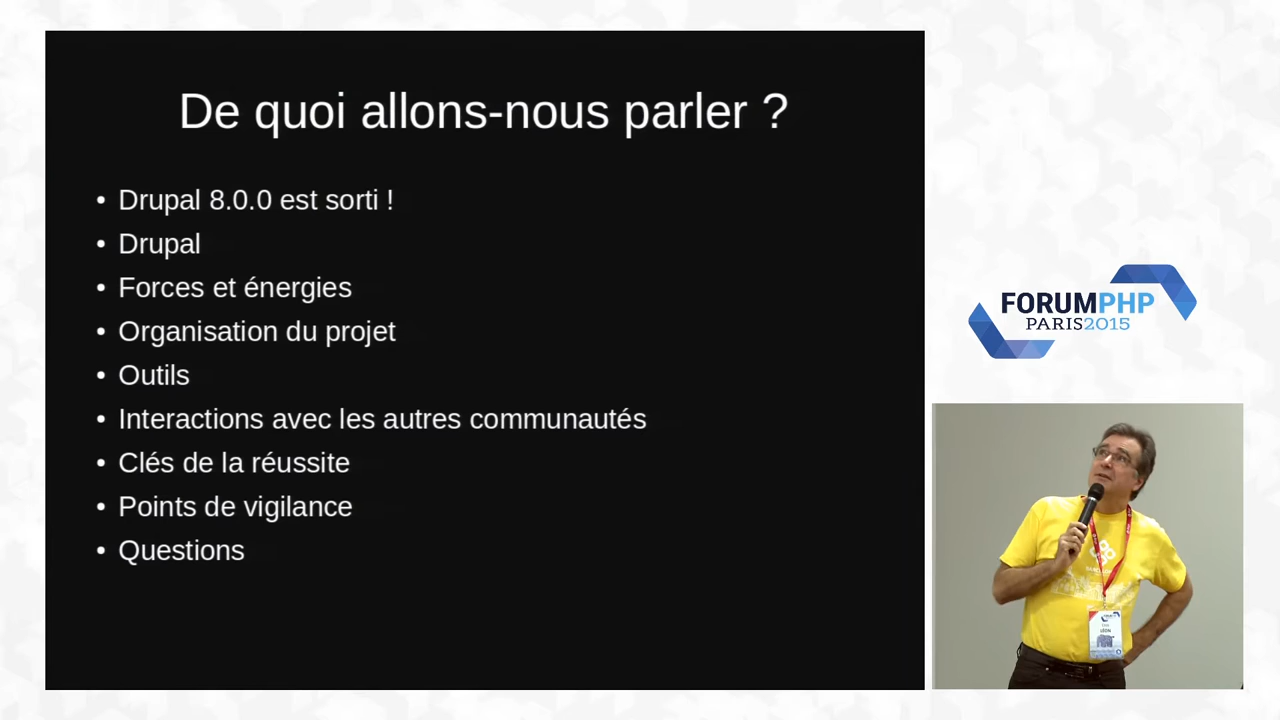 De quoi allons-nous parler ?
• Drupal 8.0.0 est sorti !
• Drupal
• Forces et énergies
• Organisation du projet
• Outils
• Interactions avec les autres communautés
• Clés de la réussite
• Points de vigilance
• Questions
FORUMPHP
PARIS2015
LEON